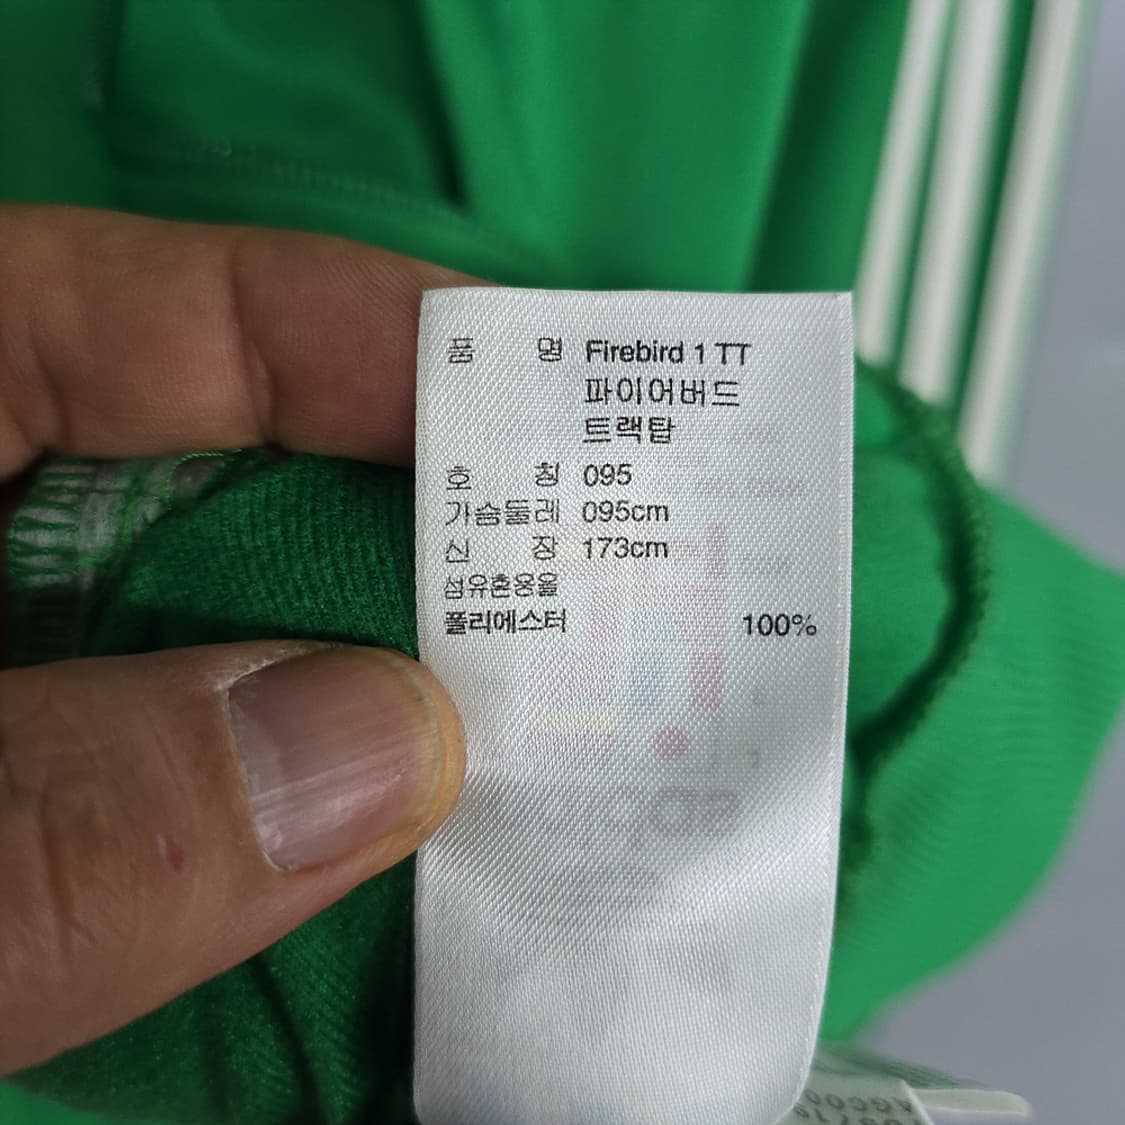 품 명 Firebird 1 TT
파이어버드
트랙탑
호 칭 095
가슴둘레 095cm
신 장 173cm
섬유혼용율
폴리에스터 100%